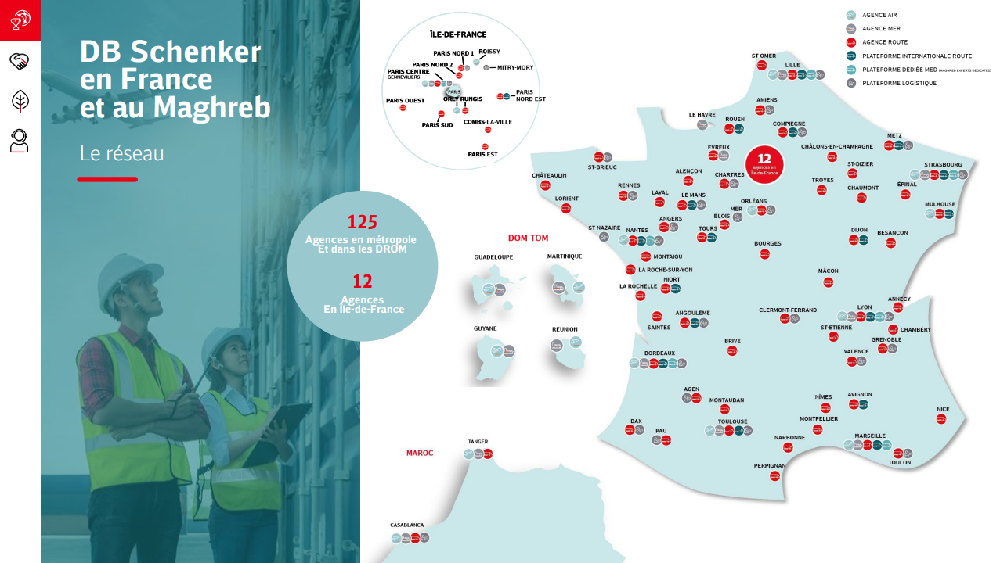 DB Schenker
en France
et au Maghreb
Le réseau
125
Agences en métropole
Et dans les DROM
12
Agences
En Île-de-France
ÎLE-DE-FRANCE
PARIS NORD 1
ROISSY
PARIS NORD 2
MITRY-MORY
PARIS CENTRE
GENNEVILIERS
PARIS
PARIS
NORD EST
PARIS OUEST
ORLY
RUNGIS
PARIS SUD
COMBS-LA-VILLE
PARIS EST
AGENCE AIR
AGENCE MER
AGENCE ROUTE
PLATEFORME INTERNATIONALE ROUTE
PLATEFORME DÉDIÉE MED (MAGHREB EXPERTS DEDICATED)
PLATEFORME LOGISTIQUE
ST-OMER
LILLE
AMIENS
LE HAVRE
ROUEN
COMPIÈGNE
METZ
EVREUX
12
agences en
Île-de-France
CHÂLONS-EN-CHAMPAGNE
ST-BRIEUC
ST-DIZIER
STRASBOURG
CHÂTEAULIN
ALENÇON
CHARTRES
TROYES
RENNES
CHAUMONT
ÉPINAL
LAVAL
LE MANS
LORIENT
ORLÉANS
MULHOUSE
MER
BLOIS
ANGERS
ST-NAZAIRE
NANTES
TOURS
DIJON
BESANÇON
BOURGES
MONTAIGU
LA ROCHE-SUR-YON
MÂCON
NIORT
LA ROCHELLE
ANNECY
CLERMONT-FERRAND
LYON
ANGOULÊME
SAINTES
ST-ETIENNE
CHAMBÉRY
GRENOBLE
BRIVE
VALENCE
BORDEAUX
AGEN
MONTAUBAN
NÎMES
AVIGNON
NICE
DAX
PAU
TOULOUSE
MONTPELLIER
NARBONNE
MARSEILLE
TOULON
PERPIGNAN
DOM-TOM
GUADELOUPE
MARTINIQUE
GUYANE
RÉUNION
MAROC
TANGER
CASABLANCA